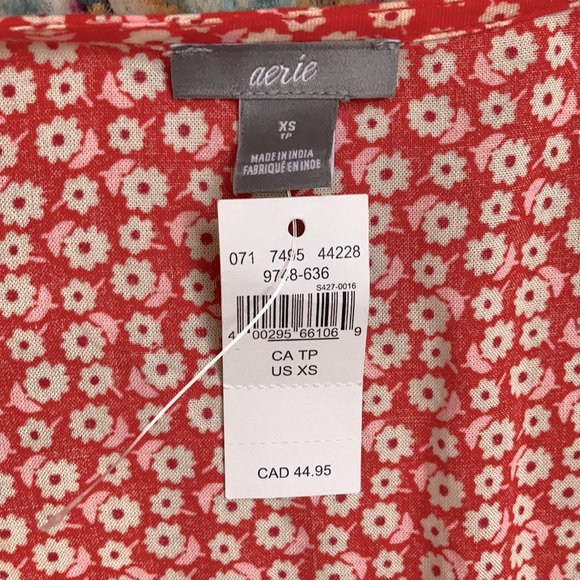 aerie
XS
TP
MADE IN INDIA
FABRIQUÉ EN INDE
071 7495 44228
9748-636
S427-0016
4 00295 66106 9
CA TP
US XS
CAD 44.95